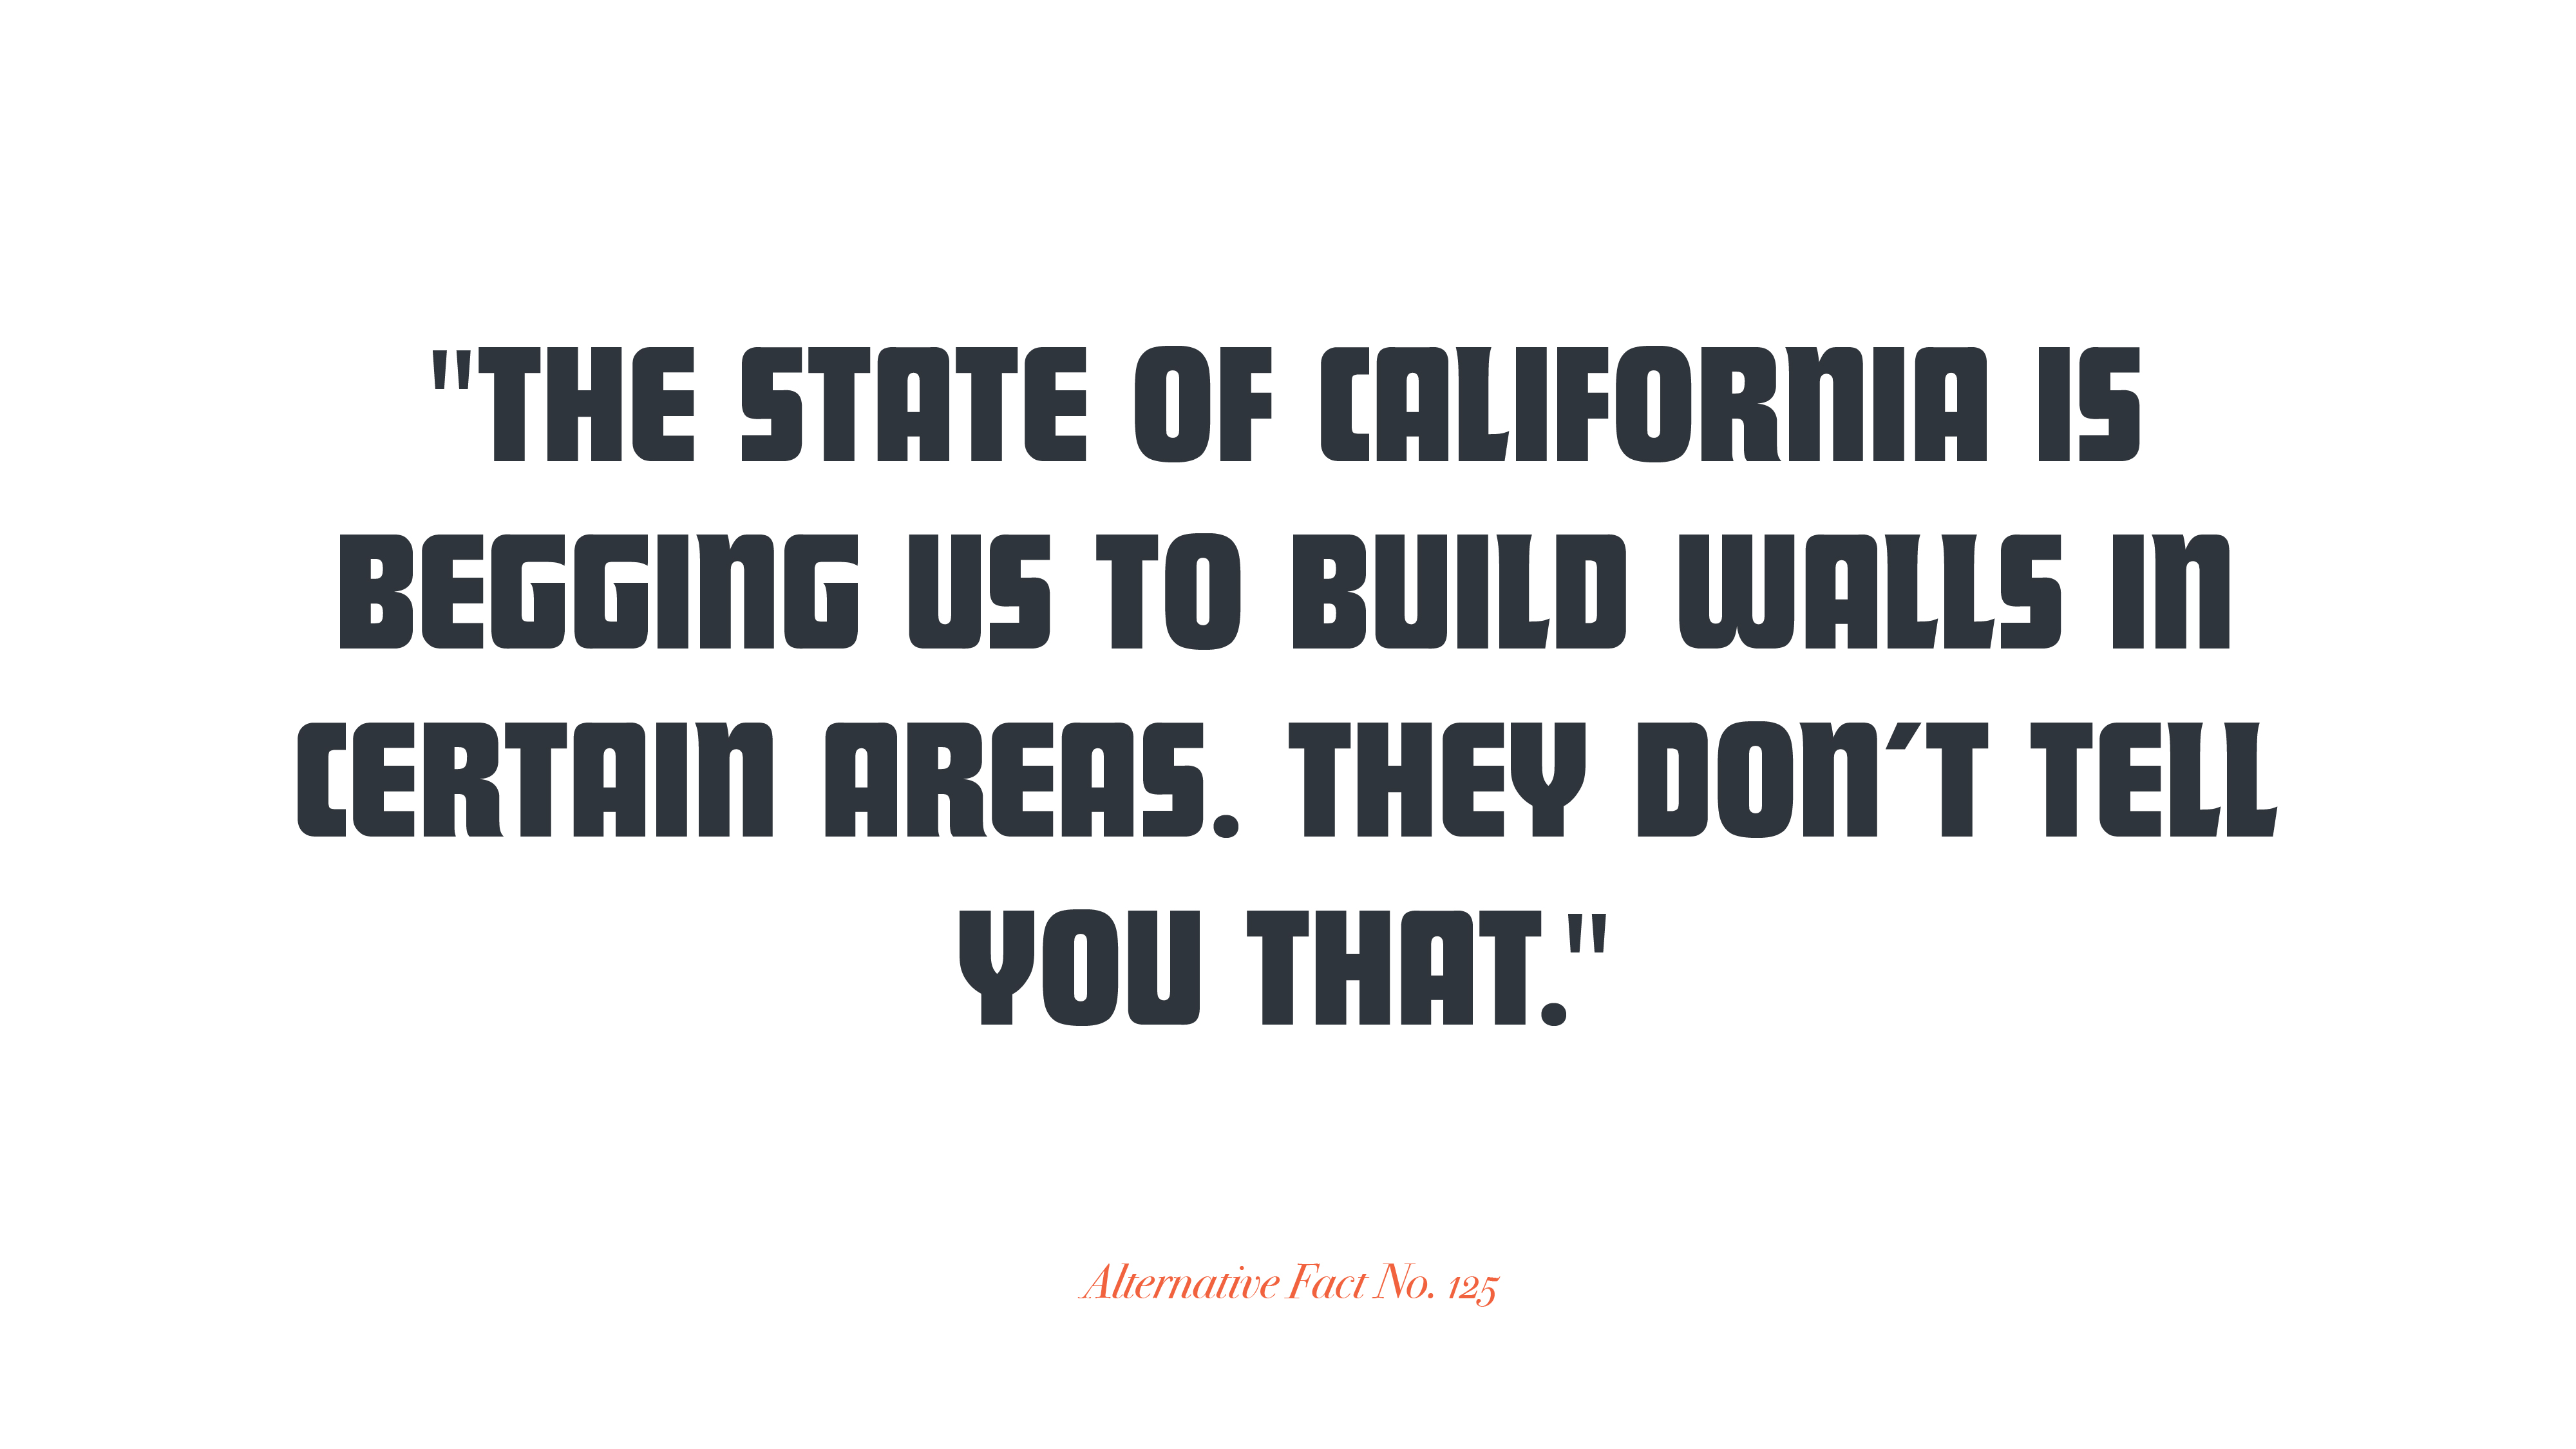 "THE STATE OF CALIFORNIA IS
BEGGING US TO BUILD WALLS IN
CERTAIN AREAS. THEY DON'T TELL
YOU THAT."
Alternative Fact No. 125